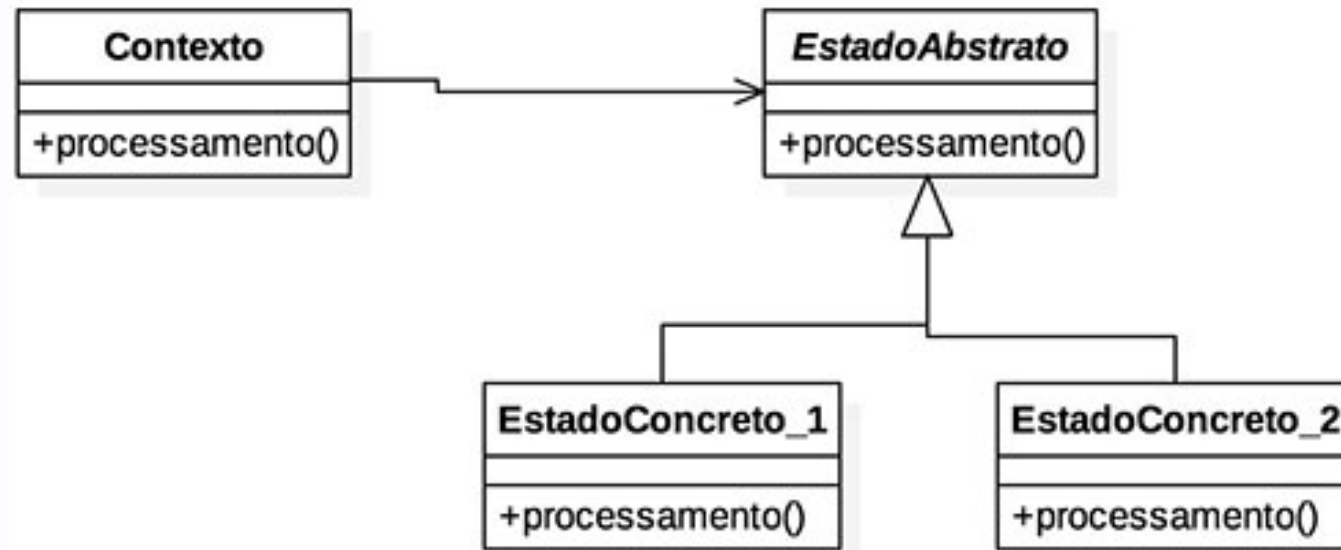 Contexto
+processamento()
EstadoAbstrato
+processamento()
EstadoConcreto_1
+processamento()
EstadoConcreto_2
+processamento()